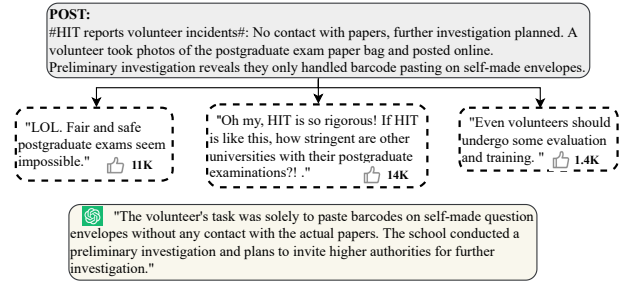 POST:
#HIT reports volunteer incidents#: No contact with papers, further investigation planned. A
volunteer took photos of the postgraduate exam paper bag and posted online.
Preliminary investigation reveals they only handled barcode pasting on self-made envelopes.
"LOL. Fair and safe
postgraduate exams seem
impossible."
11K
"Oh my, HIT is so rigorous! If HIT
is like this, how stringent are other
universities with their postgraduate
examinations?! ."
14K
"Even volunteers should
undergo some evaluation
and training. "
1.4K
"The volunteer's task was solely to paste barcodes on self-made question
envelopes without any contact with the actual papers. The school conducted a
preliminary investigation and plans to invite higher authorities for further
investigation."